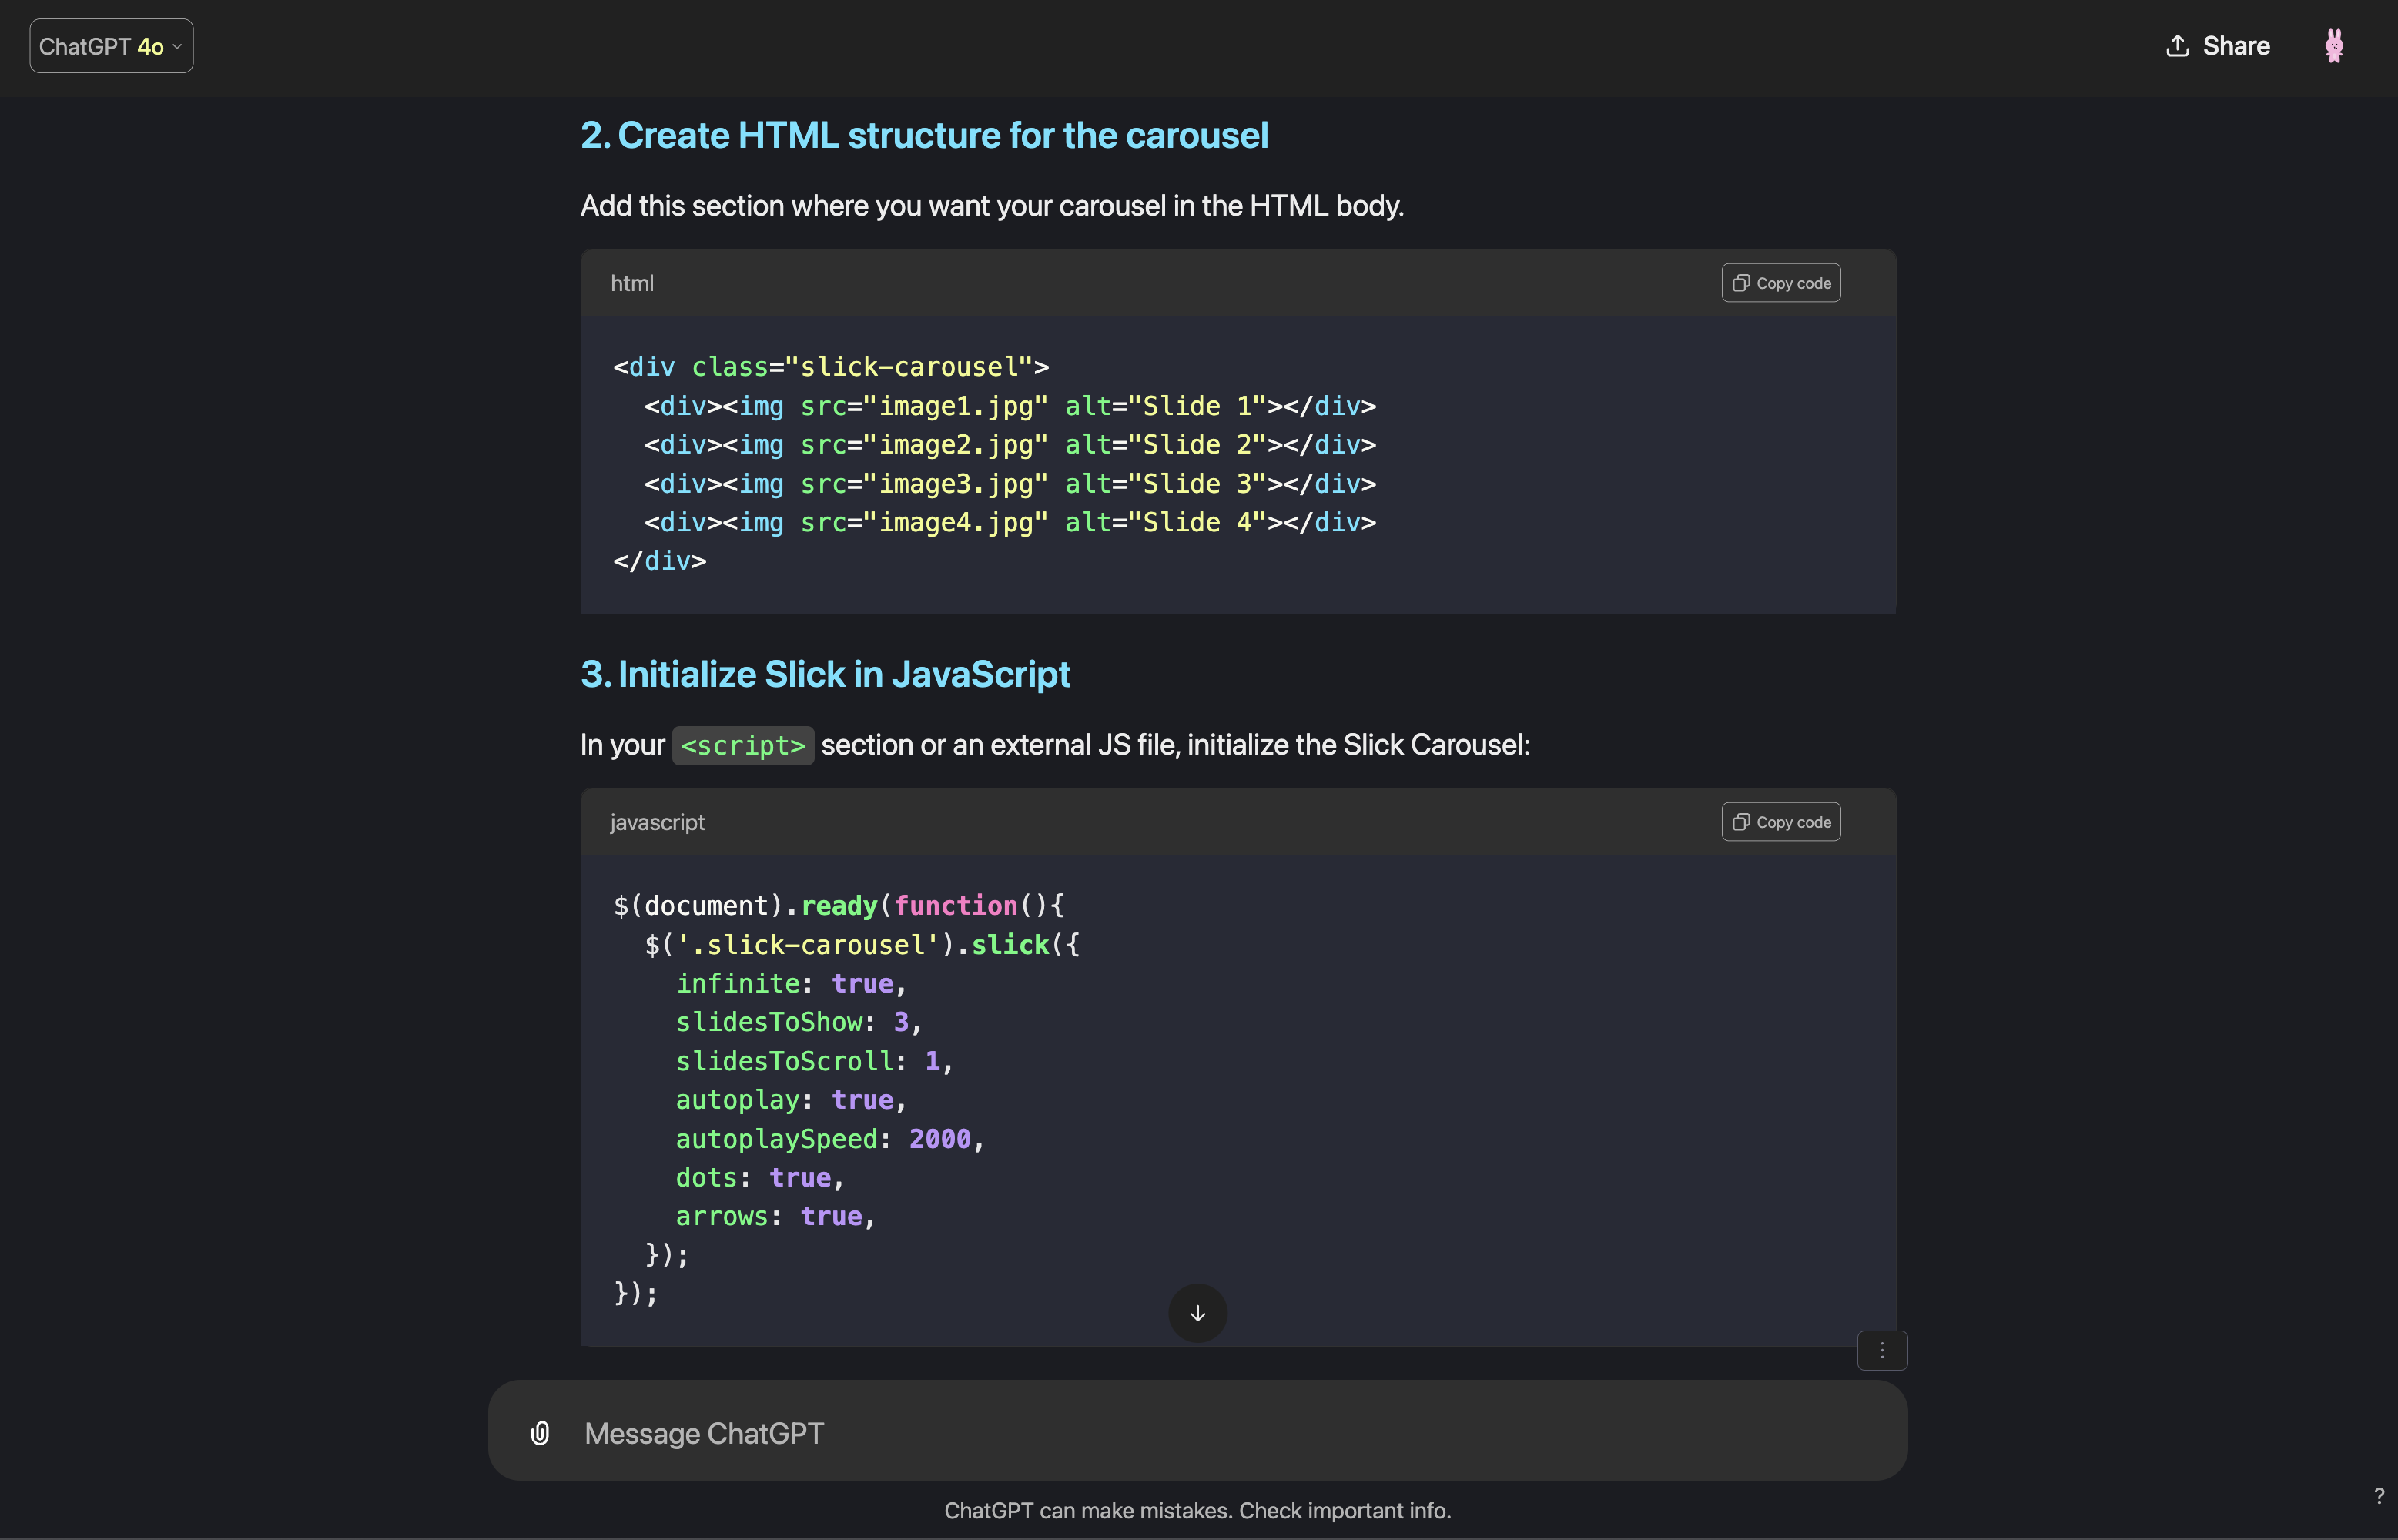 ChatGPT 4o
Share
2. Create HTML structure for the carousel
Add this section where you want your carousel in the HTML body.
html
Copy code
<div class="slick-carousel">
  <div><img src="image1.jpg" alt="Slide 1"></div>
  <div><img src="image2.jpg" alt="Slide 2"></div>
  <div><img src="image3.jpg" alt="Slide 3"></div>
  <div><img src="image4.jpg" alt="Slide 4"></div>
</div>
3. Initialize Slick in JavaScript
In your <script> section or an external JS file, initialize the Slick Carousel:
javascript
Copy code
$(document).ready(function(){
  $('.slick-carousel').slick({
    infinite: true,
    slidesToShow: 3,
    slidesToScroll: 1,
    autoplay: true,
    autoplaySpeed: 2000,
    dots: true,
    arrows: true,
  });
});
Message ChatGPT
ChatGPT can make mistakes. Check important info.
?